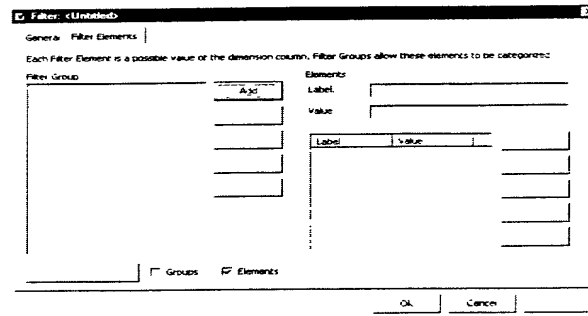 Filter: <Untitled>
General Filter Elements
Each Filter Element is a possible value of the dimension column. Filter Groups allow these elements to be categorized
Filter Group
Elements
Add
Label.
Value
Label Value
Groups Elements
OK Cancel